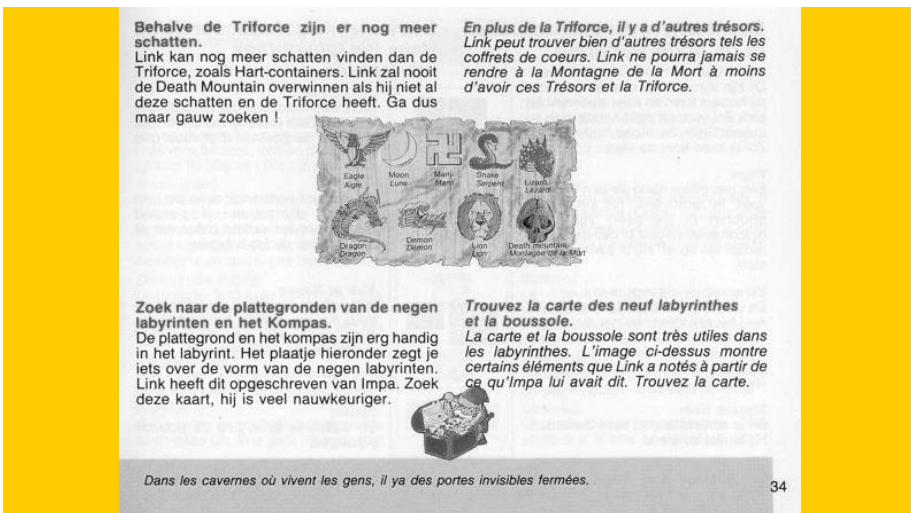 Behalve de Triforce zijn er nog meer
schatten.
Link kan nog meer schatten vinden dan de
Triforce, zoals Hart-containers. Link zal nooit
de Death Mountain overwinnen als hij niet al
deze schatten en de Triforce heeft. Ga dus
maar gauw zoeken !
En plus de la Triforce, il y a d'autres trésors.
Link peut trouver bien d'autres trésors tels les
coffrets de coeurs. Link ne pourra jamais se
rendre à la Montagne de la Mort à moins
d'avoir ces Trésors et la Triforce.
Eagle Moon Manji Snake Lizard
Aigle Lune Manji Serpent Lézard
Dragon Demon Lion Death mountain
Dragon Démon Lion Montagne de la Mort
Zoek naar de plattegronden van de negen
labyrinten en het Kompas.
De plattegrond en het kompas zijn erg handig
in het labyrint. Het plaatje hieronder zegt je
iets over de vorm van de negen labyrinten.
Link heeft dit opgeschreven van Impa. Zoek
deze kaart, hij is veel nauwkeuriger.
Trouvez la carte des neuf labyrinthes
et la boussole.
La carte et la boussole sont très utiles dans
les labyrinthes. L'image ci-dessus montre
certains éléments que Link a notés à partir de
ce qu'Impa lui avait dit. Trouvez la carte.
Dans les cavernes où vivent les gens, il ya des portes invisibles fermées.
34